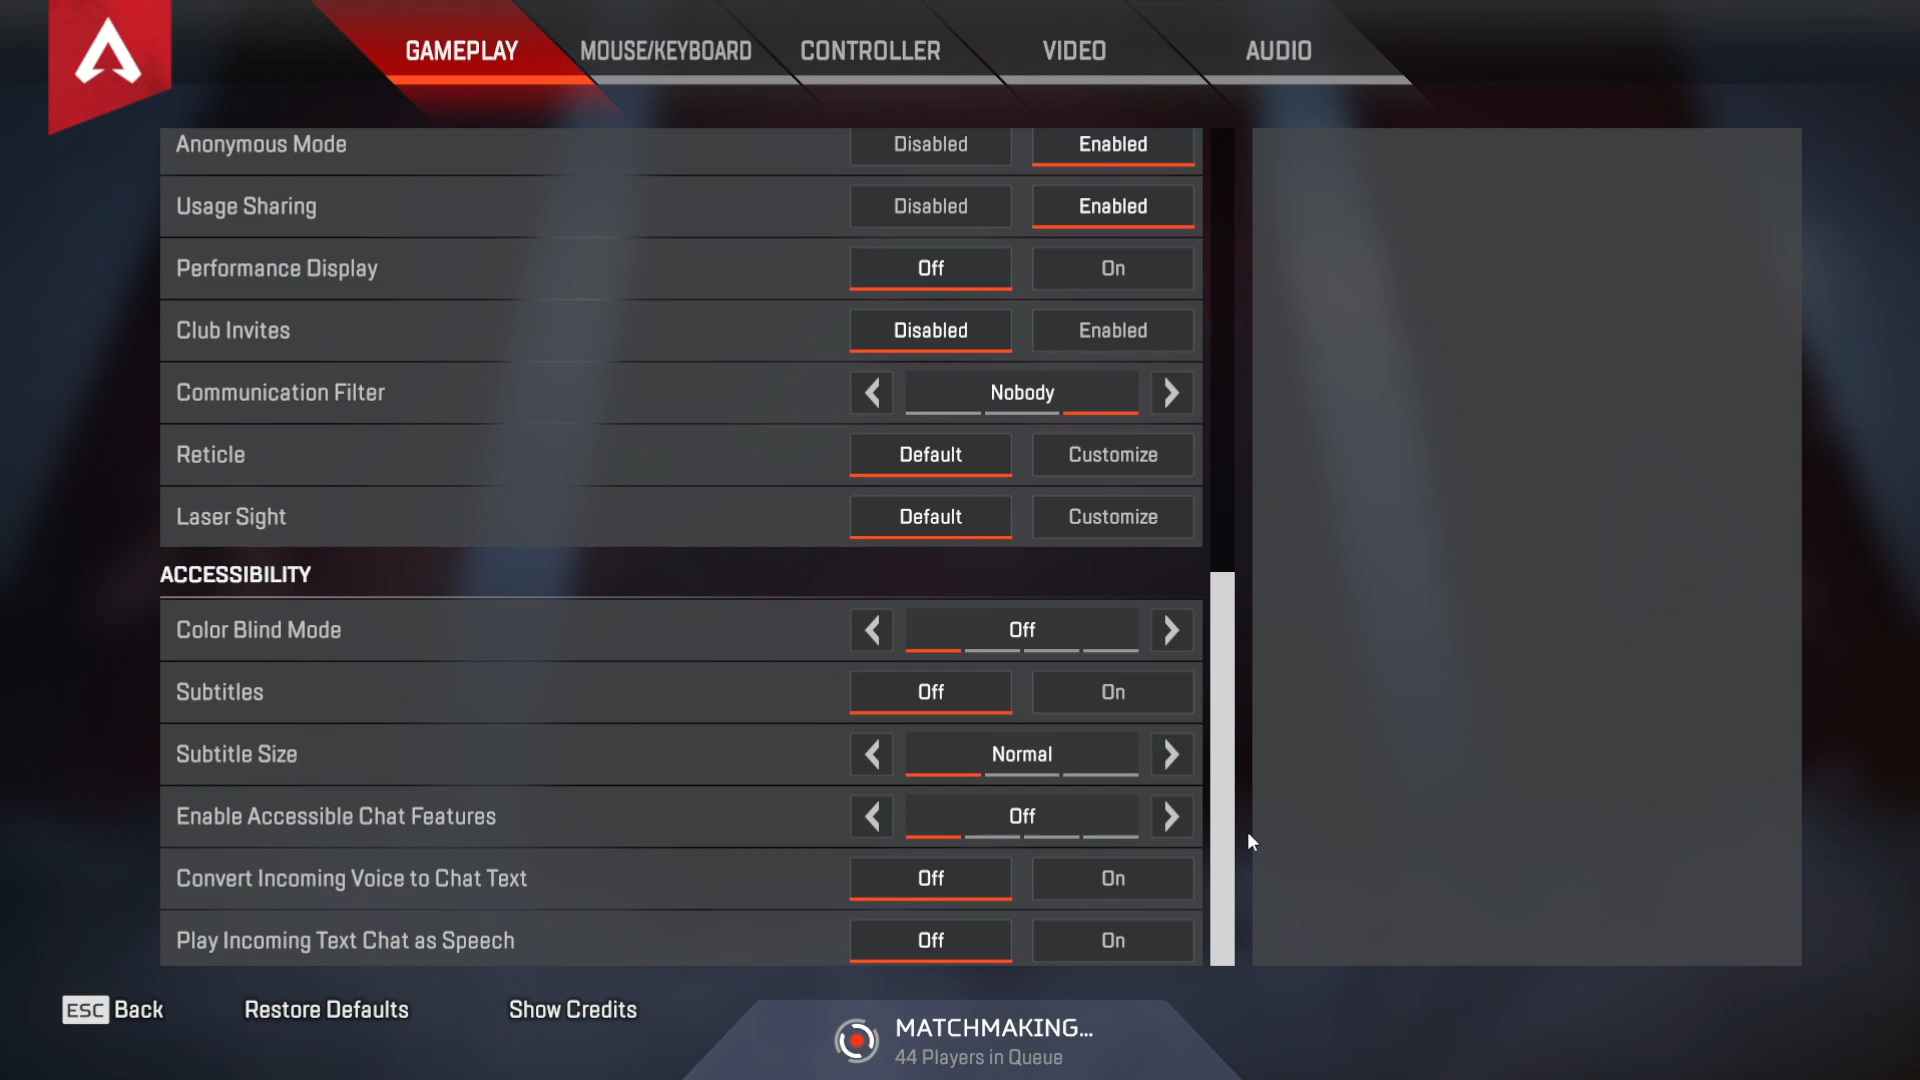 GAMEPLAY MOUSE/KEYBOARD CONTROLLER VIDEO AUDIO
Anonymous Mode Disabled Enabled
Usage Sharing Disabled Enabled
Performance Display Off On
Club Invites Disabled Enabled
Communication Filter Nobody
Reticle Default Customize
Laser Sight Default Customize
ACCESSIBILITY
Color Blind Mode Off
Subtitles Off On
Subtitle Size Normal
Enable Accessible Chat Features Off
Convert Incoming Voice to Chat Text Off On
Play Incoming Text Chat as Speech Off On
ESC Back Restore Defaults Show Credits
MATCHMAKING...
44 Players in Queue